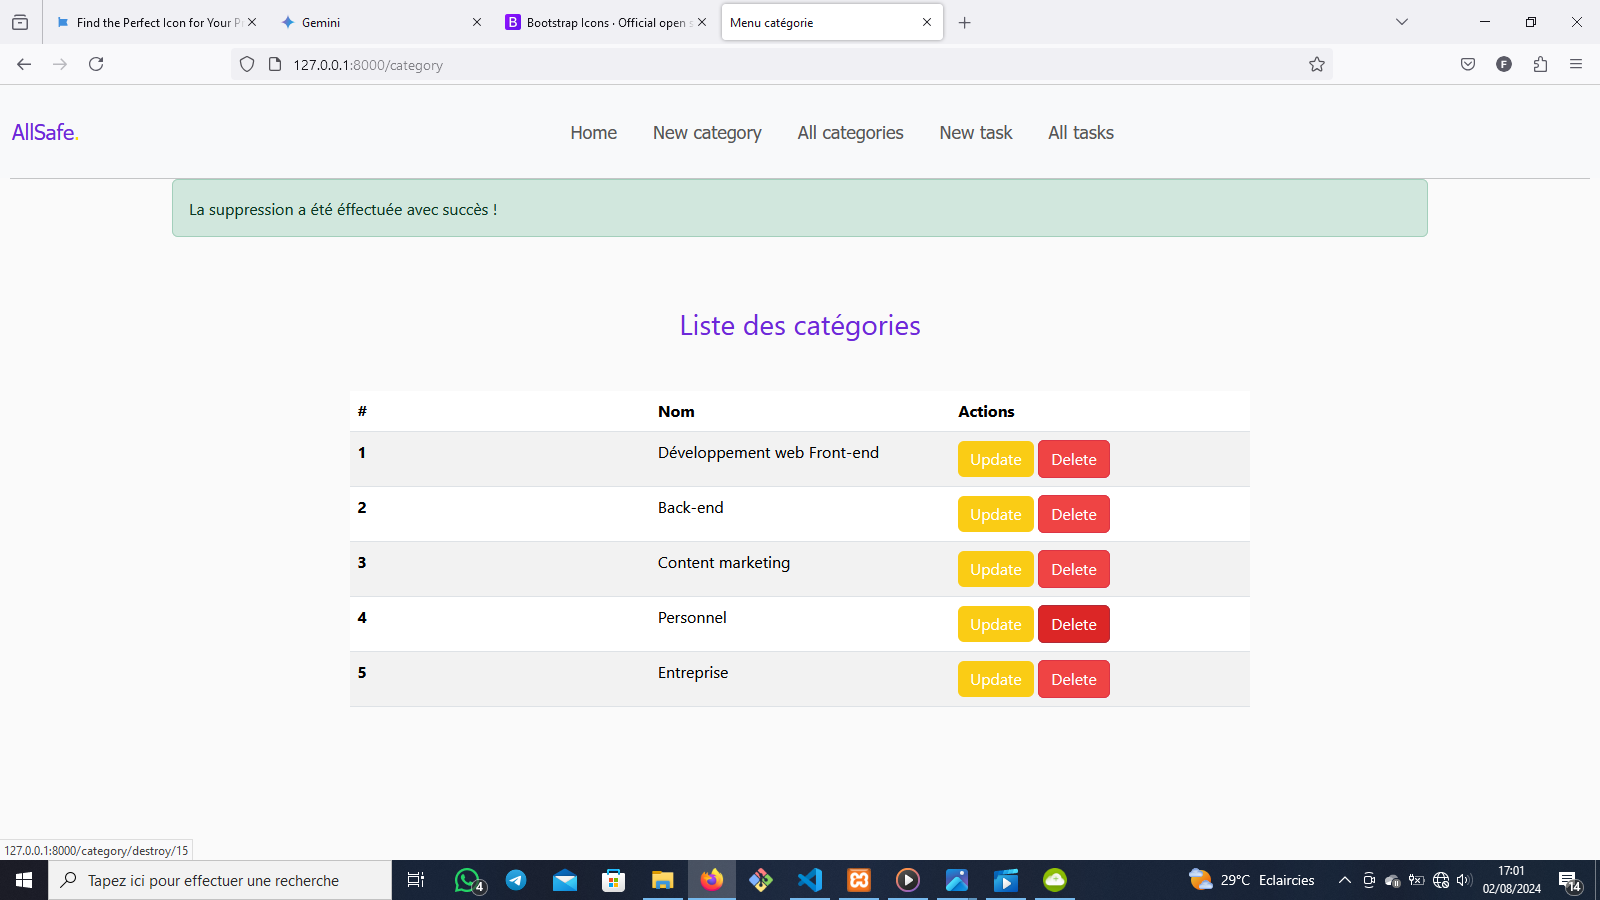 Find the Perfect Icon for Your P
Gemini
Bootstrap Icons · Official open s
Menu catégorie
127.0.0.1:8000/category
F
AllSafe.
Home
New category
All categories
New task
All tasks
La suppression a été éffectuée avec succès !
Liste des catégories
# Nom Actions
1 Développement web Front-end Update Delete
2 Back-end Update Delete
3 Content marketing Update Delete
4 Personnel Update Delete
5 Entreprise Update Delete
127.0.0.1:8000/category/destroy/15
Tapez ici pour effectuer une recherche
4
29°C Eclaircies
17:01
02/08/2024
14